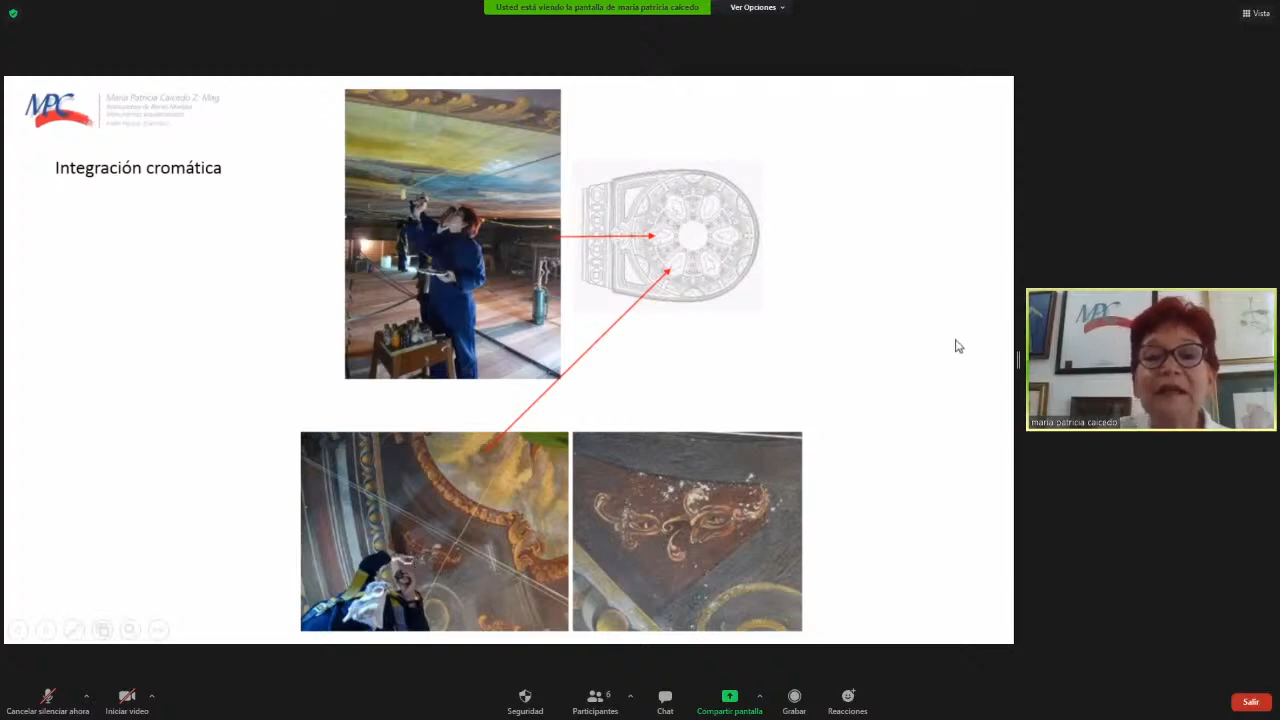 Usted está viendo la pantalla de maria patricia caicedo
Ver Opciones
Vista
MPC
Maria Patricia Caicedo Z. Mag.
Integración cromática
MPC
maria patricia caicedo
Cancelar silenciar ahora
Iniciar video
Seguridad
6
Participantes
Chat
Compartir pantalla
Grabar
Reacciones
Salir